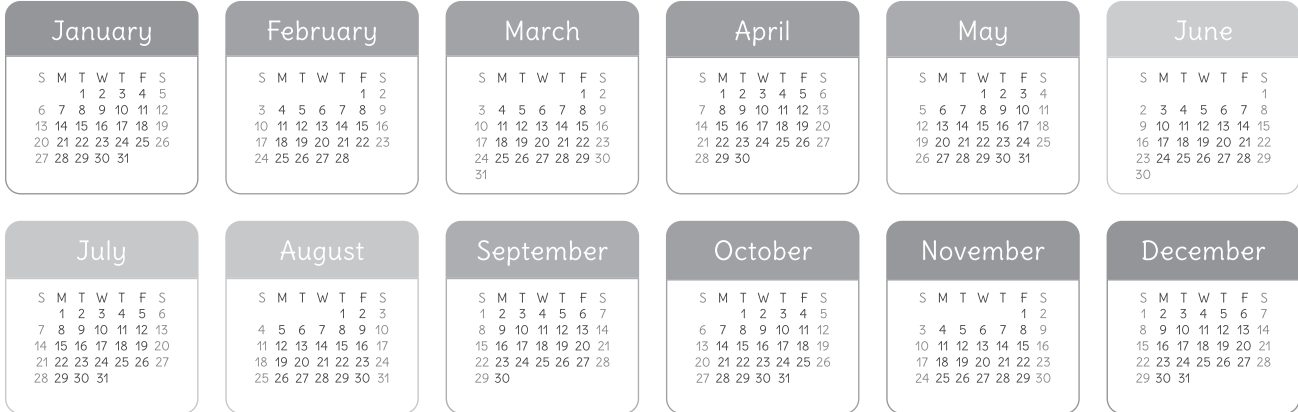 January
S M T W T F S
1 2 3 4 5
6 7 8 9 10 11 12
13 14 15 16 17 18 19
20 21 22 23 24 25 26
27 28 29 30 31
February
S M T W T F S
1 2
3 4 5 6 7 8 9
10 11 12 13 14 15 16
17 18 19 20 21 22 23
24 25 26 27 28
March
S M T W T F S
1 2
3 4 5 6 7 8 9
10 11 12 13 14 15 16
17 18 19 20 21 22 23
24 25 26 27 28 29 30
31
April
S M T W T F S
1 2 3 4 5 6
7 8 9 10 11 12 13
14 15 16 17 18 19 20
21 22 23 24 25 26 27
28 29 30
May
S M T W T F S
1 2 3 4
5 6 7 8 9 10 11
12 13 14 15 16 17 18
19 20 21 22 23 24 25
26 27 28 29 30 31
June
S M T W T F S
1
2 3 4 5 6 7 8
9 10 11 12 13 14 15
16 17 18 19 20 21 22
23 24 25 26 27 28 29
30
July
S M T W T F S
1 2 3 4 5 6
7 8 9 10 11 12 13
14 15 16 17 18 19 20
21 22 23 24 25 26 27
28 29 30 31
August
S M T W T F S
1 2 3
4 5 6 7 8 9 10
11 12 13 14 15 16 17
18 19 20 21 22 23 24
25 26 27 28 29 30 31
September
S M T W T F S
1 2 3 4 5 6 7
8 9 10 11 12 13 14
15 16 17 18 19 20 21
22 23 24 25 26 27 28
29 30
October
S M T W T F S
1 2 3 4 5
6 7 8 9 10 11 12
13 14 15 16 17 18 19
20 21 22 23 24 25 26
27 28 29 30 31
November
S M T W T F S
1 2
3 4 5 6 7 8 9
10 11 12 13 14 15 16
17 18 19 20 21 22 23
24 25 26 27 28 29 30
December
S M T W T F S
1 2 3 4 5 6 7
8 9 10 11 12 13 14
15 16 17 18 19 20 21
22 23 24 25 26 27 28
29 30 31